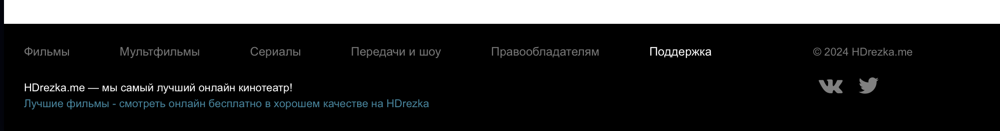 Фильмы Мультфильмы Сериалы Передачи и шоу Правообладателям Поддержка © 2024 HDrezka.me
HDrezka.me — мы самый лучший онлайн кинотеатр!
Лучшие фильмы - смотреть онлайн бесплатно в хорошем качестве на HDrezka